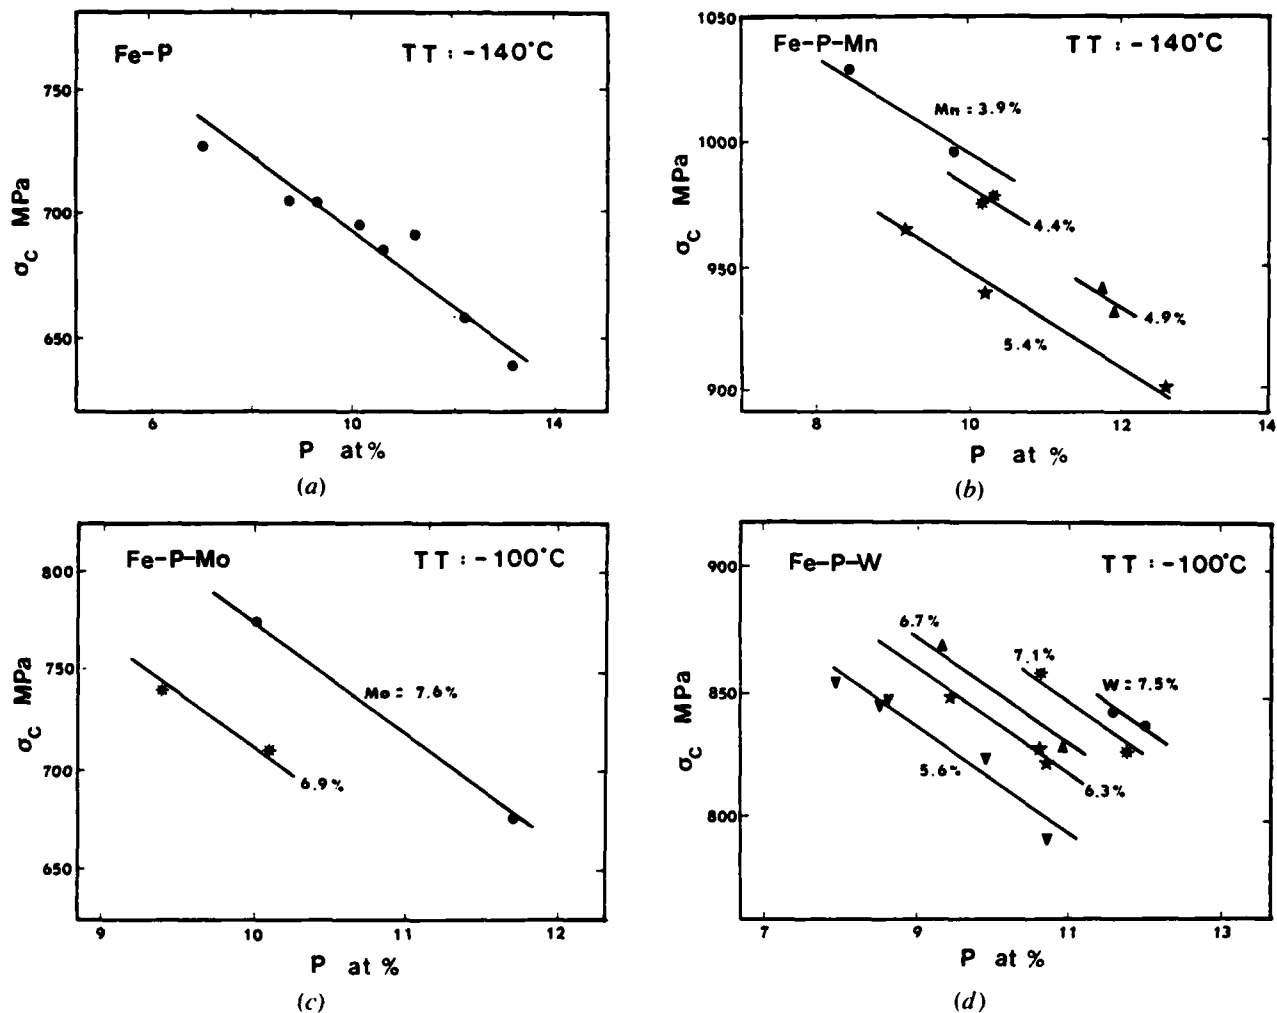 Fe-P TT: -140°C
750
700
650
σc MPa
6 10 12 14
P at %
(a)
Fe-P-Mn TT: -140°C
1050
1000
950
900
σc MPa
Mn = 3.9%
4.4%
4.9%
5.4%
8 10 12 14
P at %
(b)
Fe-P-Mo TT: -100°C
800
750
700
650
σc MPa
Mo = 7.6%
6.9%
9 10 11 12
P at %
(c)
Fe-P-W TT: -100°C
900
850
800
σc MPa
6.7%
7.1%
W = 7.5%
5.6%
6.3%
7 9 11 13
P at %
(d)